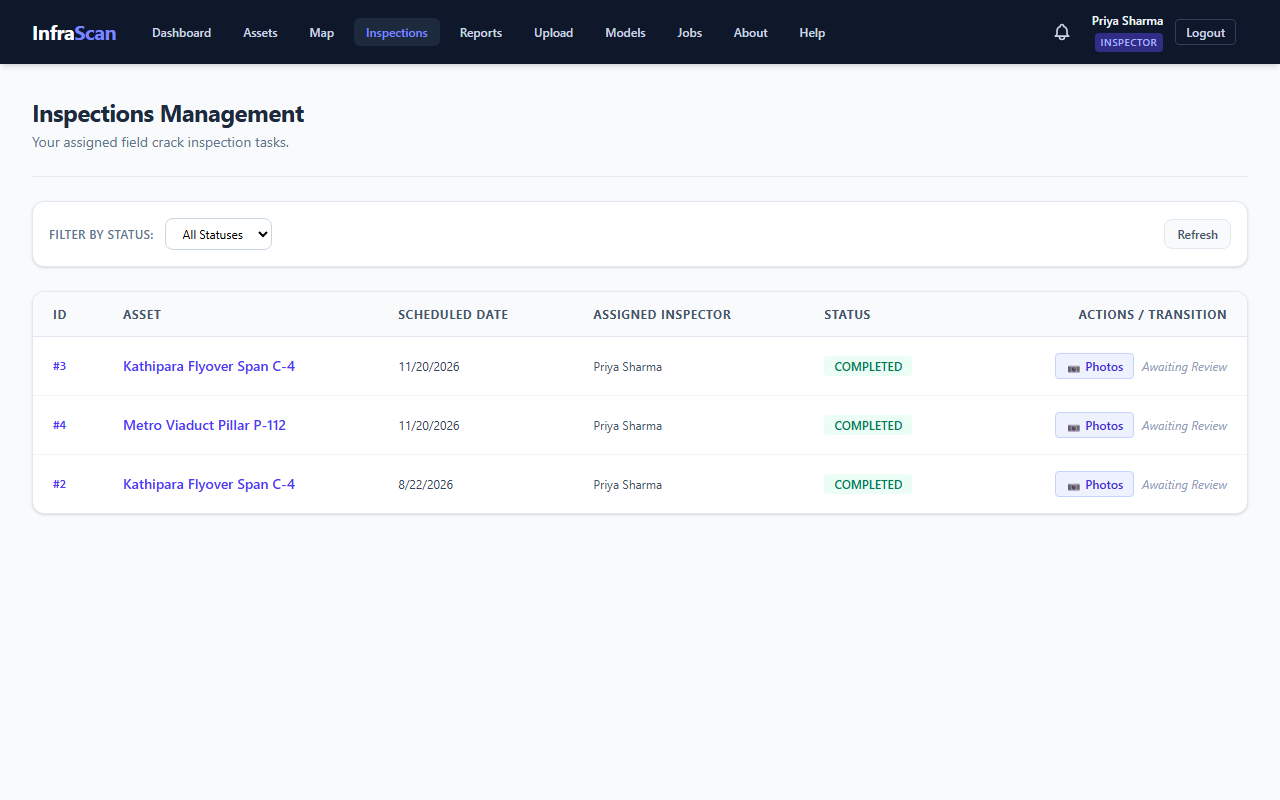 InfraScan Dashboard Assets Map Inspections Reports Upload Models Jobs About Help Priya Sharma INSPECTOR Logout
Inspections Management
Your assigned field crack inspection tasks.
FILTER BY STATUS: All Statuses Refresh
ID ASSET SCHEDULED DATE ASSIGNED INSPECTOR STATUS ACTIONS / TRANSITION
#3 Kathipara Flyover Span C-4 11/20/2026 Priya Sharma COMPLETED Photos Awaiting Review
#4 Metro Viaduct Pillar P-112 11/20/2026 Priya Sharma COMPLETED Photos Awaiting Review
#2 Kathipara Flyover Span C-4 8/22/2026 Priya Sharma COMPLETED Photos Awaiting Review